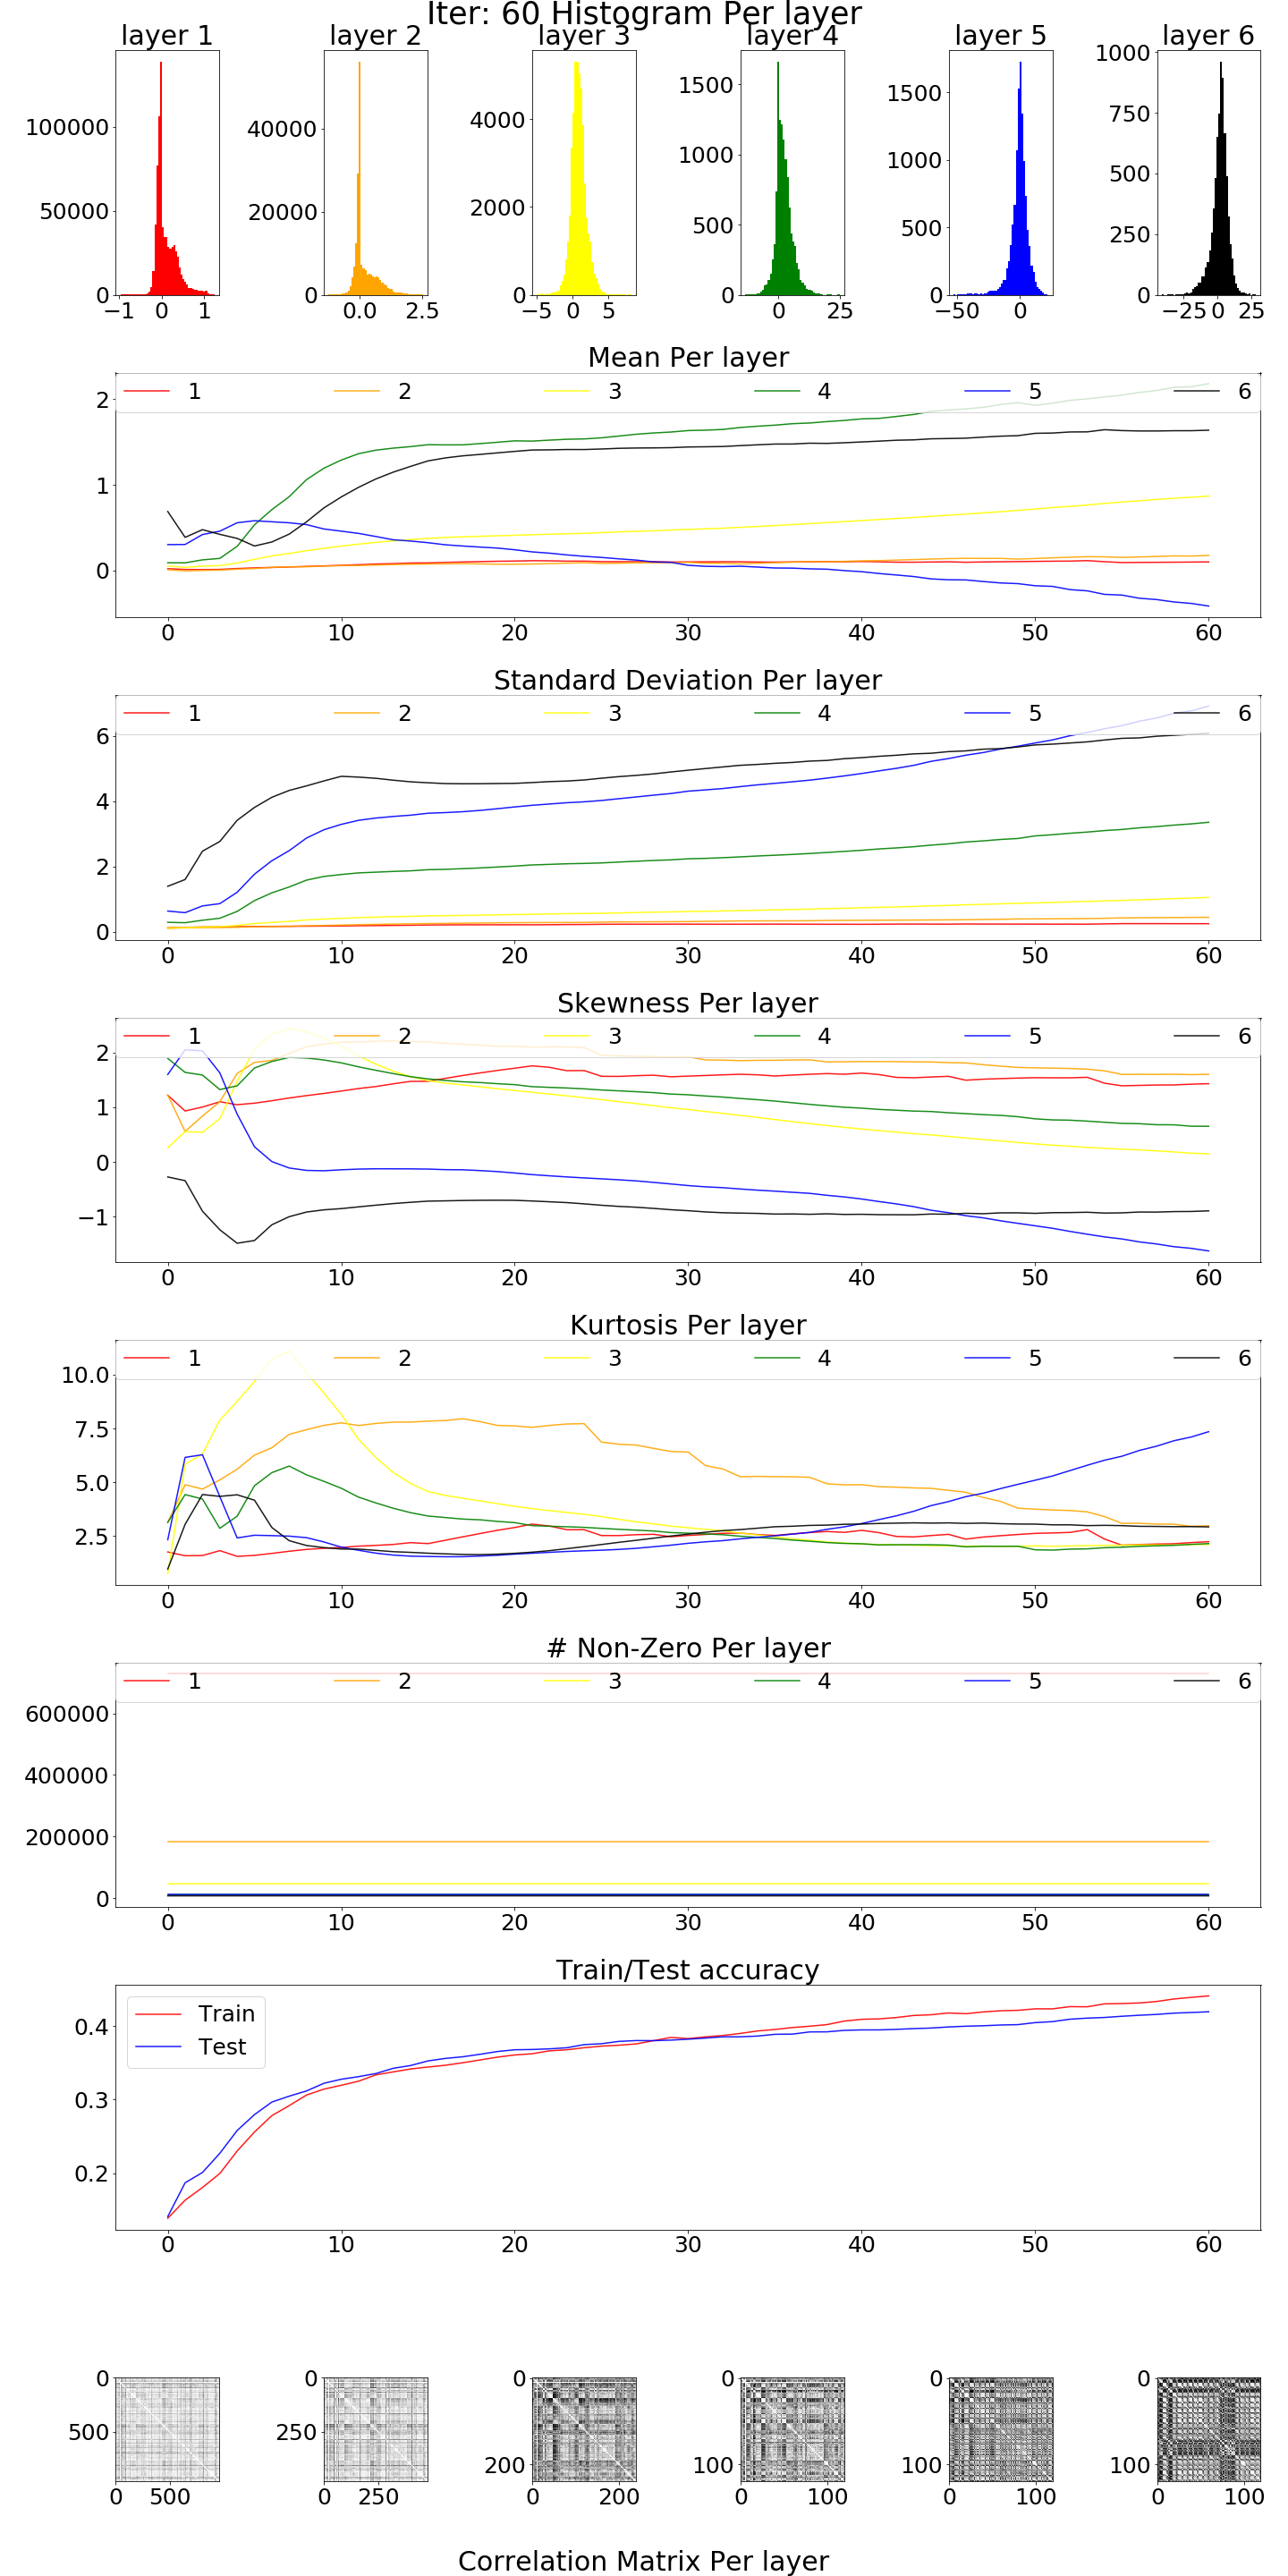 Iter: 60 Histogram Per layer
layer 1 layer 2 layer 3 layer 4 layer 5 layer 6
100000 50000 0
−1 0 1
40000 20000 0
0.0 2.5
4000 2000 0
−5 0 5
1500 1000 500 0
0 25
1500 1000 500 0
−50 0
1000 750 500 250 0
−25 0 25
Mean Per layer
1 2 3 4 5 6
2
1
0
0 10 20 30 40 50 60
Standard Deviation Per layer
1 2 3 4 5 6
6
4
2
0
0 10 20 30 40 50 60
Skewness Per layer
1 2 3 4 5 6
2
1
0
−1
0 10 20 30 40 50 60
Kurtosis Per layer
1 2 3 4 5 6
10.0
7.5
5.0
2.5
0 10 20 30 40 50 60
# Non-Zero Per layer
1 2 3 4 5 6
600000
400000
200000
0
0 10 20 30 40 50 60
Train/Test accuracy
Train
Test
0.4
0.3
0.2
0 10 20 30 40 50 60
0 500
0 500
0 250
0 250
0 200
0 200
0 100
0 100
0 100
0 100
0 100
0 100
Correlation Matrix Per layer